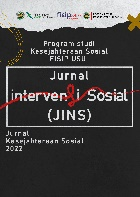 Program studi
Kesejahteraan Sosial
FISIP USU
Jurnal
intervensi Sosial
(JINS)
Jurnal
Kesejahteraan Sosial
2022